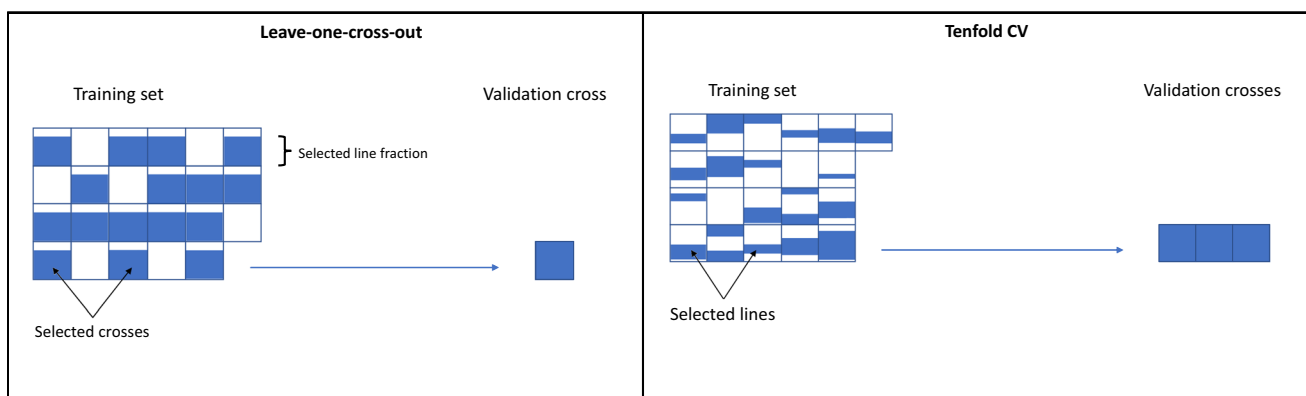 Leave-one-cross-out
Training set
Validation cross
Selected line fraction
Selected crosses
Tenfold CV
Training set
Validation crosses
Selected lines